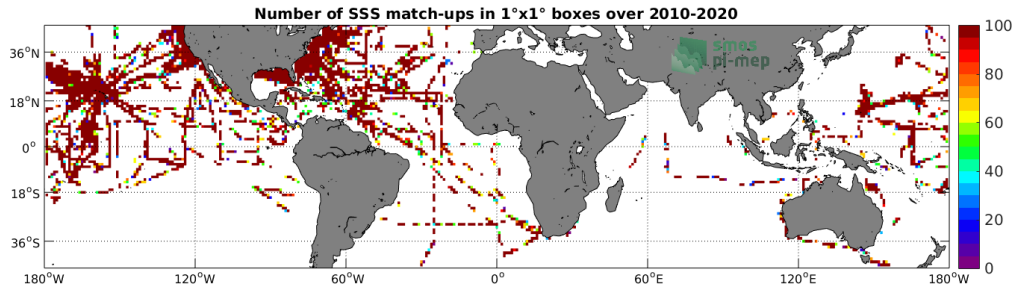 Number of SSS match-ups in 1°x1° boxes over 2010-2020
smos
pi-mep
36°N
18°N
0°
18°S
36°S
180°W
120°W
60°W
0°
60°E
120°E
180°W
100
80
60
40
20
0